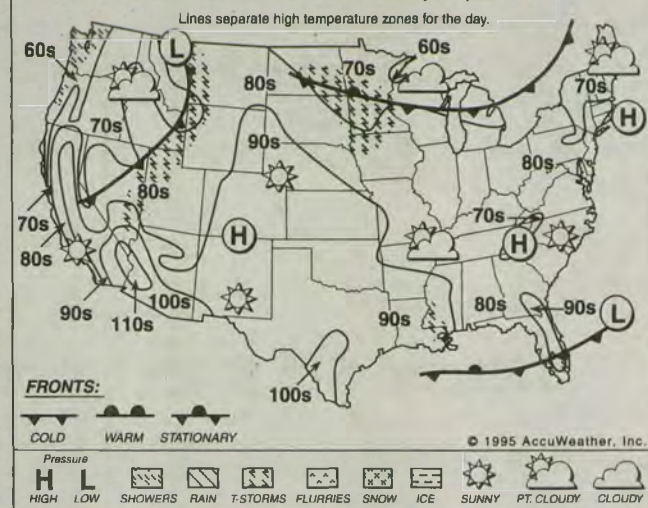 Lines separate high temperature zones for the day.
60s
L
80s
70s
60s
70s
H
70s
90s
80s
80s
70s
H
H
70s
80s
90s
110s
100s
90s
80s
90s
L
100s
FRONTS:
COLD WARM STATIONARY
© 1995 AccuWeather, Inc.
Pressure
H L
HIGH LOW SHOWERS RAIN T-STORMS FLURRIES SNOW ICE SUNNY PT. CLOUDY CLOUDY